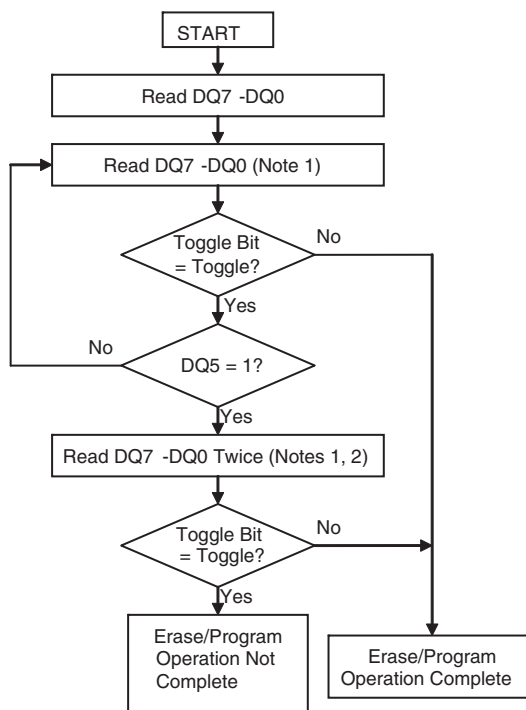 START
Read DQ7 -DQ0
Read DQ7 -DQ0 (Note 1)
Toggle Bit
= Toggle?
No
Yes
No
DQ5 = 1?
Yes
Read DQ7 -DQ0 Twice (Notes 1, 2)
Toggle Bit
= Toggle?
No
Yes
Erase/Program
Operation Not
Complete
Erase/Program
Operation Complete